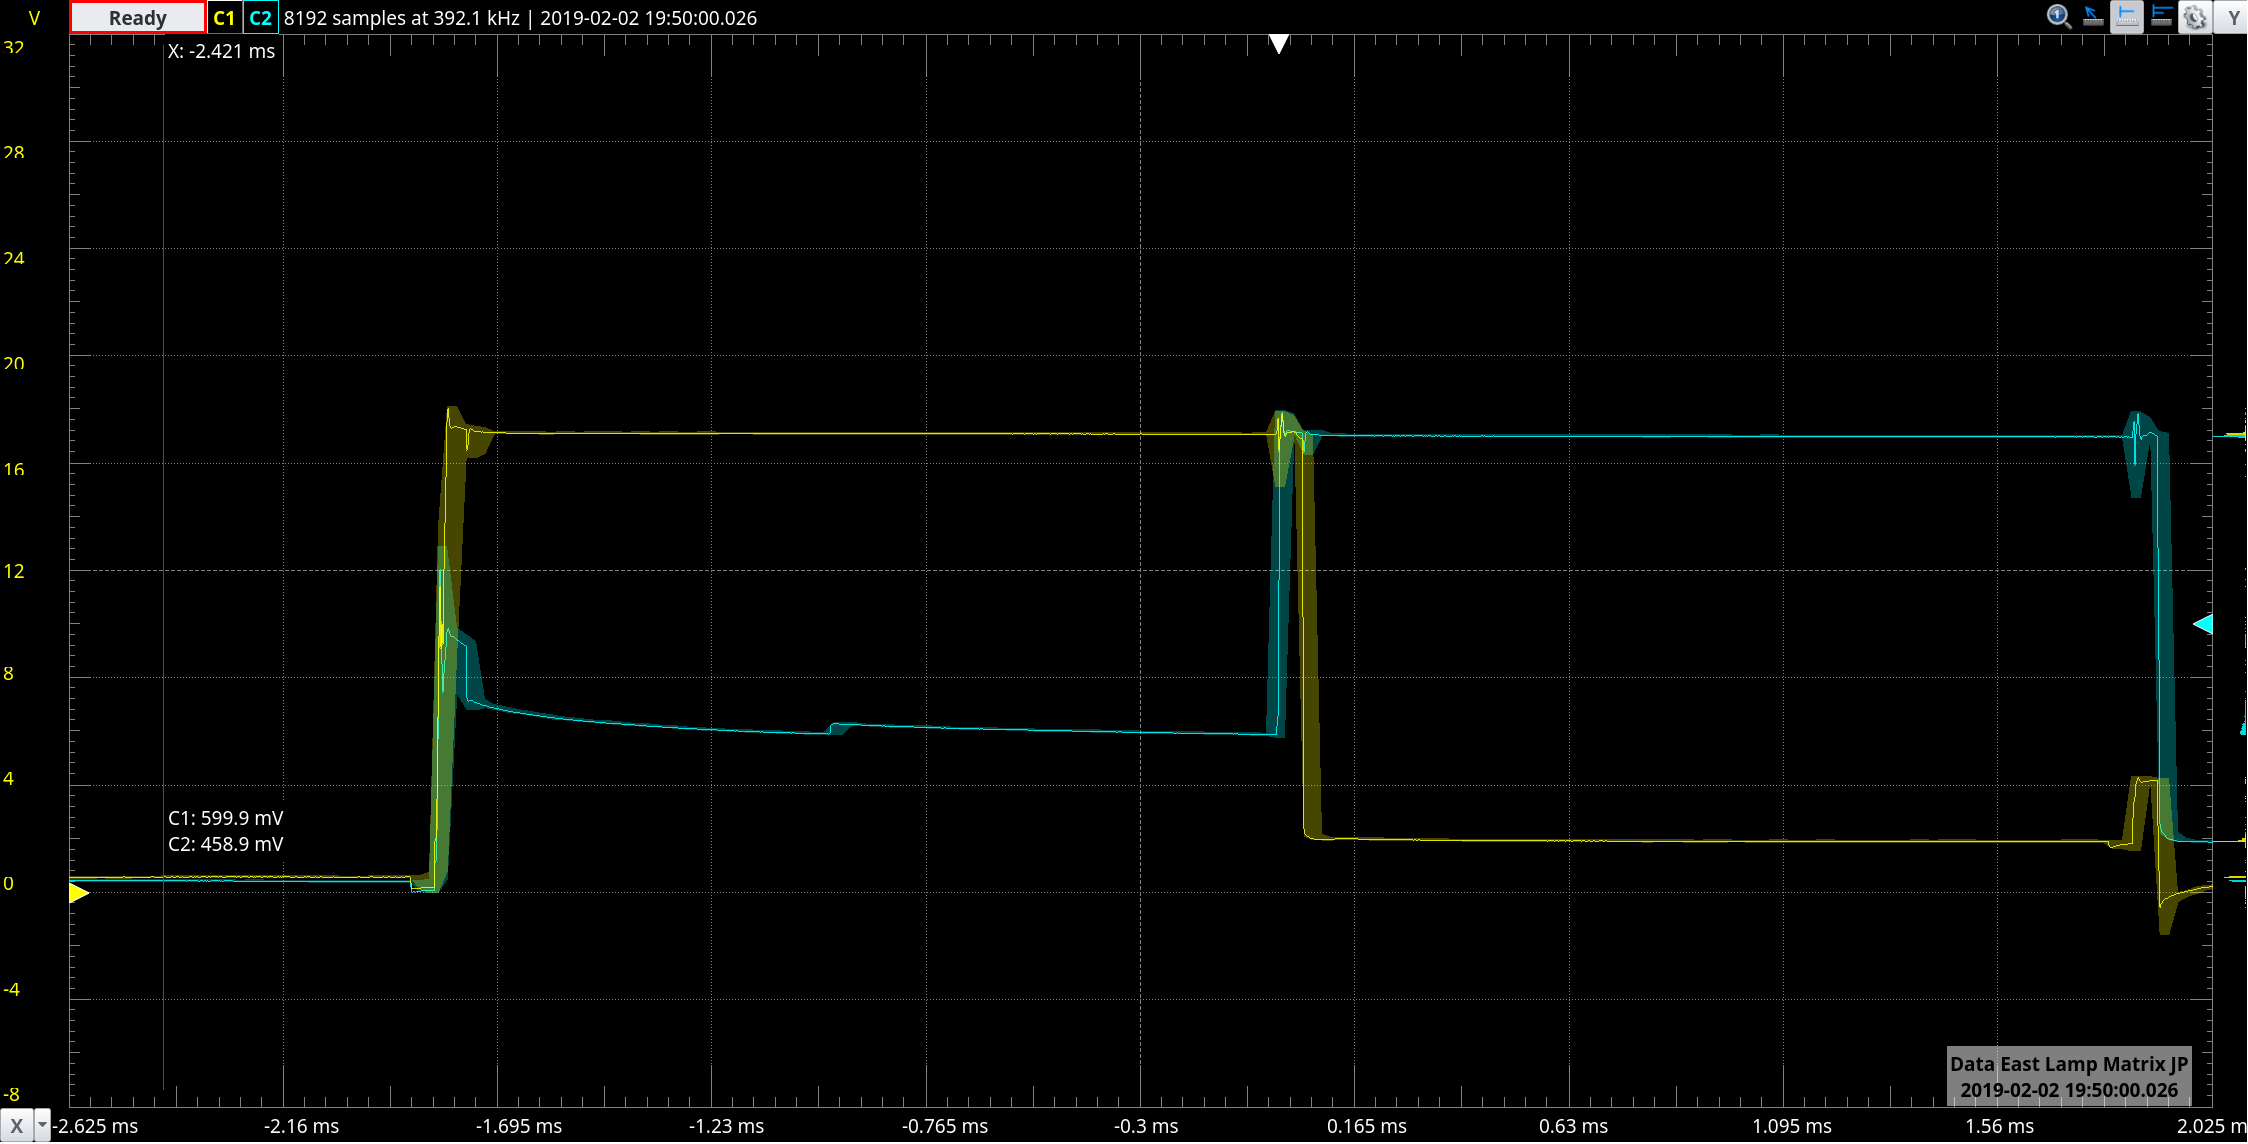 V Ready C1 C2 8192 samples at 392.1 kHz | 2019-02-02 19:50:00.026 Y
32
X: -2.421 ms
28
24
20
16
12
8
4
C1: 599.9 mV
C2: 458.9 mV
0
-4
-8
Data East Lamp Matrix JP
2019-02-02 19:50:00.026
X -2.625 ms -2.16 ms -1.695 ms -1.23 ms -0.765 ms -0.3 ms 0.165 ms 0.63 ms 1.095 ms 1.56 ms 2.025 m